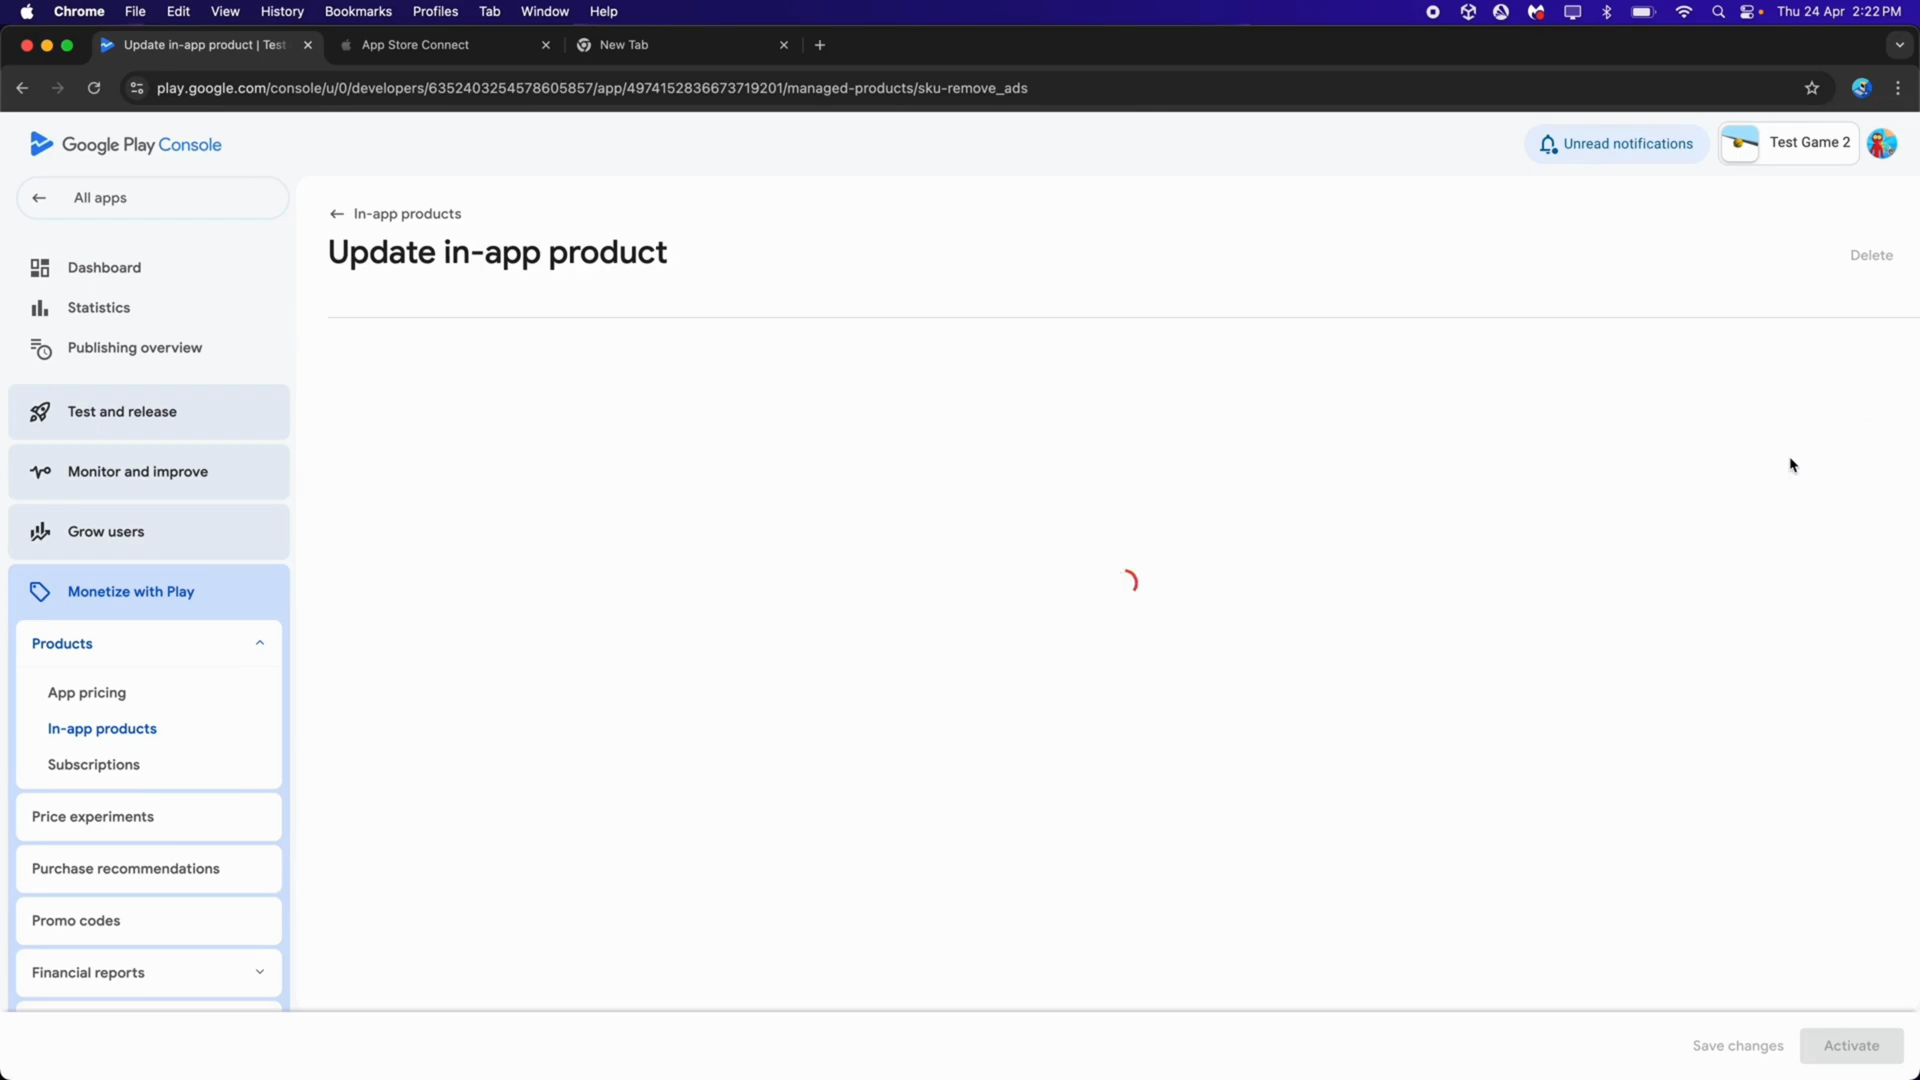 Chrome File Edit View History Bookmarks Profiles Tab Window Help Thu 24 Apr 2:22 PM
Update in-app product | Test App Store Connect New Tab
play.google.com/console/u/0/developers/6352403254578605857/app/4974152836673719201/managed-products/sku-remove_ads
Google Play Console
Unread notifications
Test Game 2
All apps
Dashboard
Statistics
Publishing overview
Test and release
Monitor and improve
Grow users
Monetize with Play
Products
App pricing
In-app products
Subscriptions
Price experiments
Purchase recommendations
Promo codes
Financial reports
In-app products
Update in-app product
Delete
Save changes
Activate